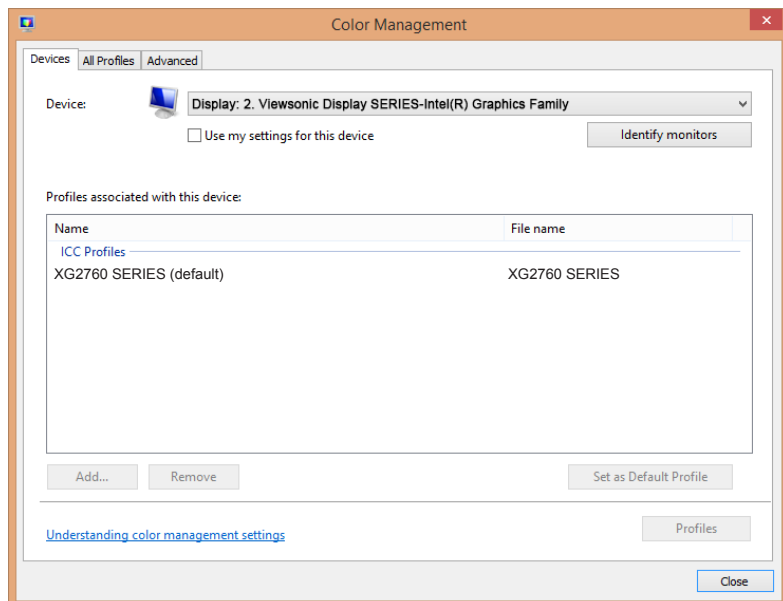 Color Management
Devices All Profiles Advanced
Device: Display: 2. Viewsonic Display SERIES-Intel(R) Graphics Family
Use my settings for this device Identify monitors
Profiles associated with this device:
Name File name
ICC Profiles
XG2760 SERIES (default) XG2760 SERIES
Add... Remove Set as Default Profile
Understanding color management settings Profiles
Close